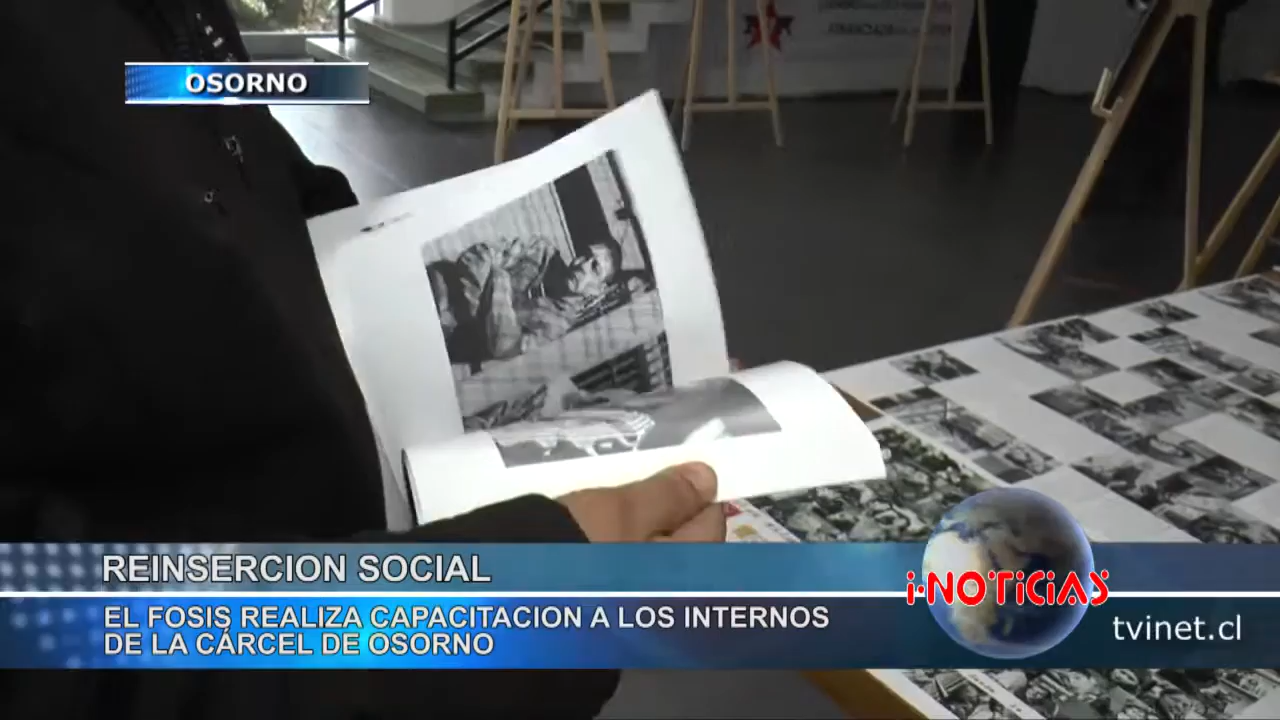 OSORNO
REINSERCION SOCIAL
i·NOTiCiAS
EL FOSIS REALIZA CAPACITACION A LOS INTERNOS
DE LA CÁRCEL DE OSORNO
tvinet.cl